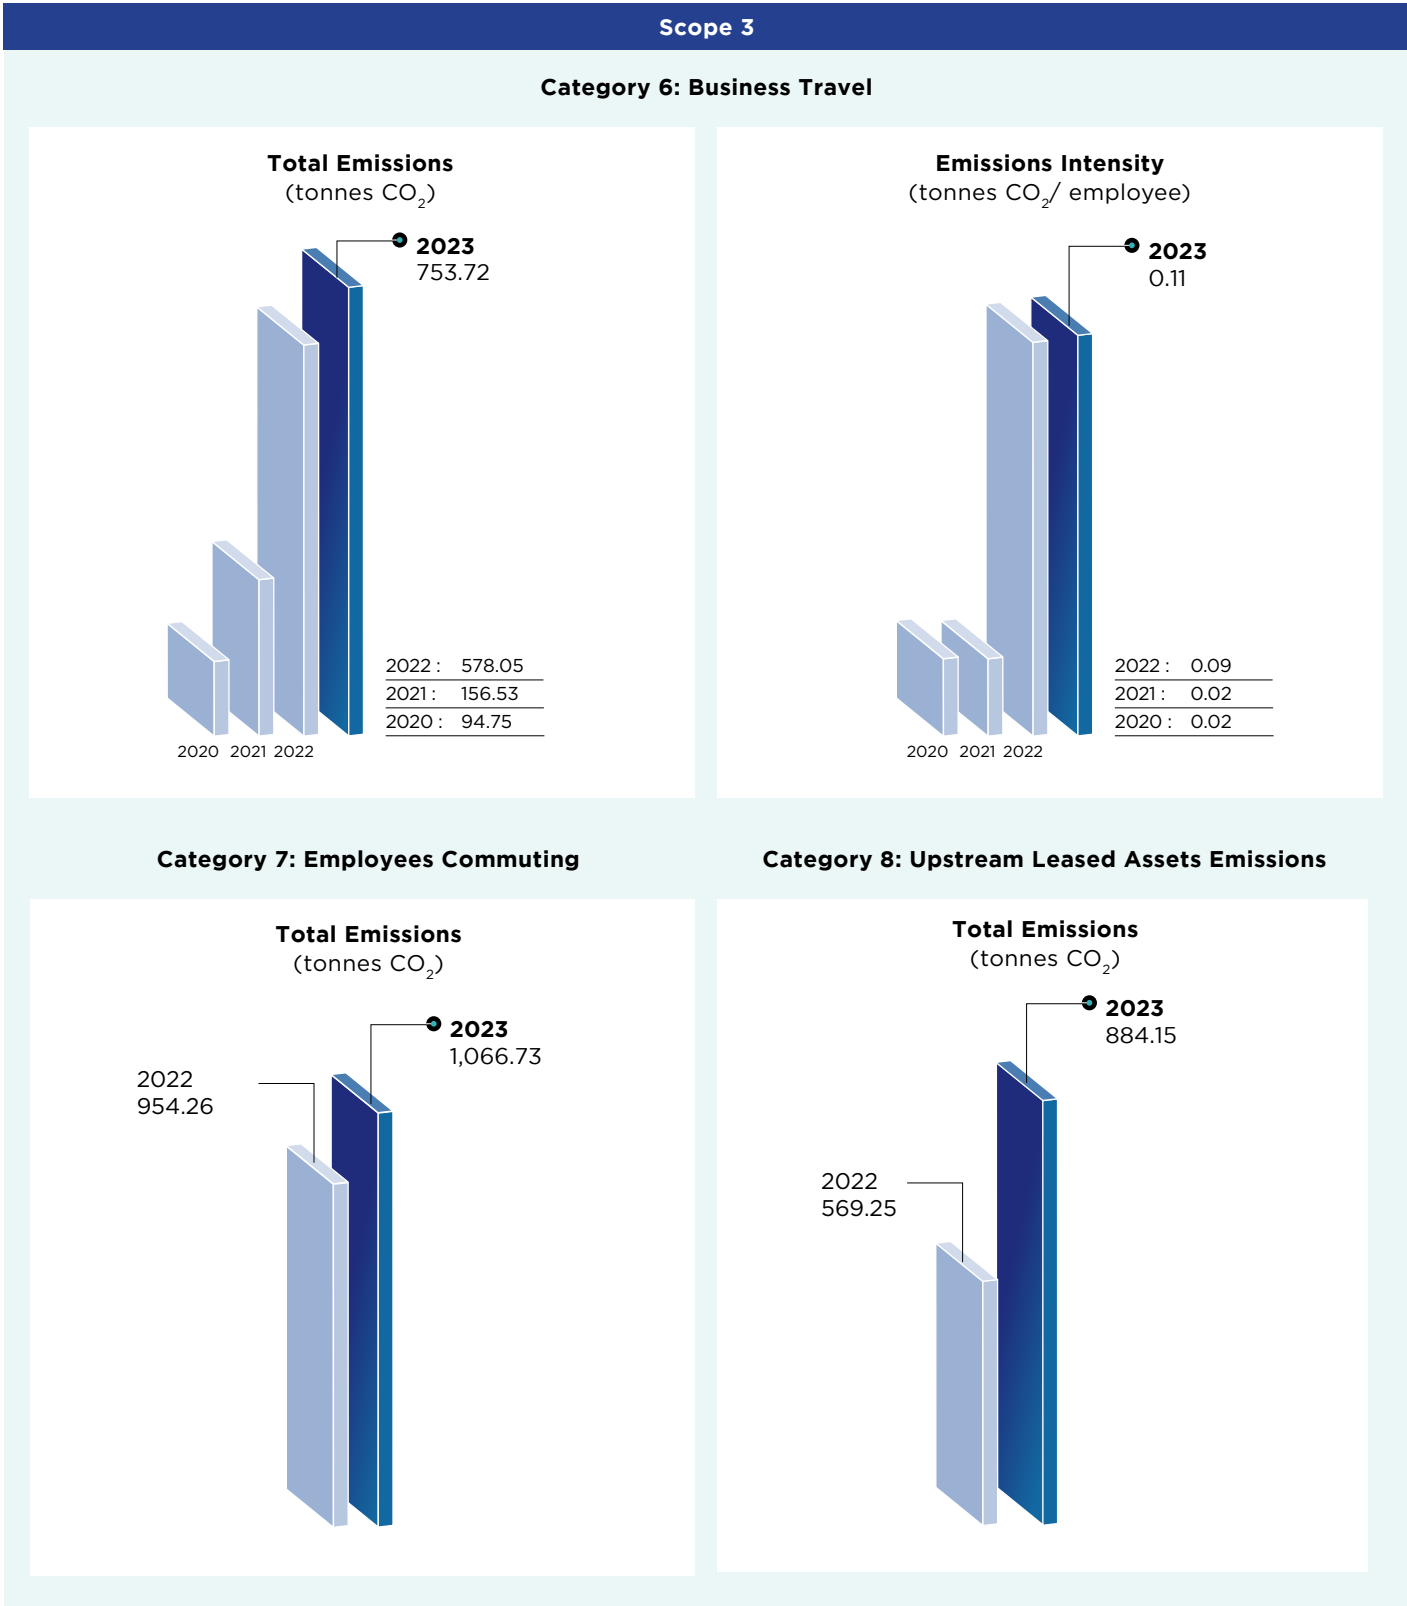 Scope 3
Category 6: Business Travel
Total Emissions
(tonnes CO₂)
2023
753.72
2022 : 578.05
2021 : 156.53
2020 : 94.75
2020 2021 2022
Emissions Intensity
(tonnes CO₂/ employee)
2023
0.11
2022 : 0.09
2021 : 0.02
2020 : 0.02
2020 2021 2022
Category 7: Employees Commuting
Total Emissions
(tonnes CO₂)
2023
1,066.73
2022
954.26
Category 8: Upstream Leased Assets Emissions
Total Emissions
(tonnes CO₂)
2023
884.15
2022
569.25